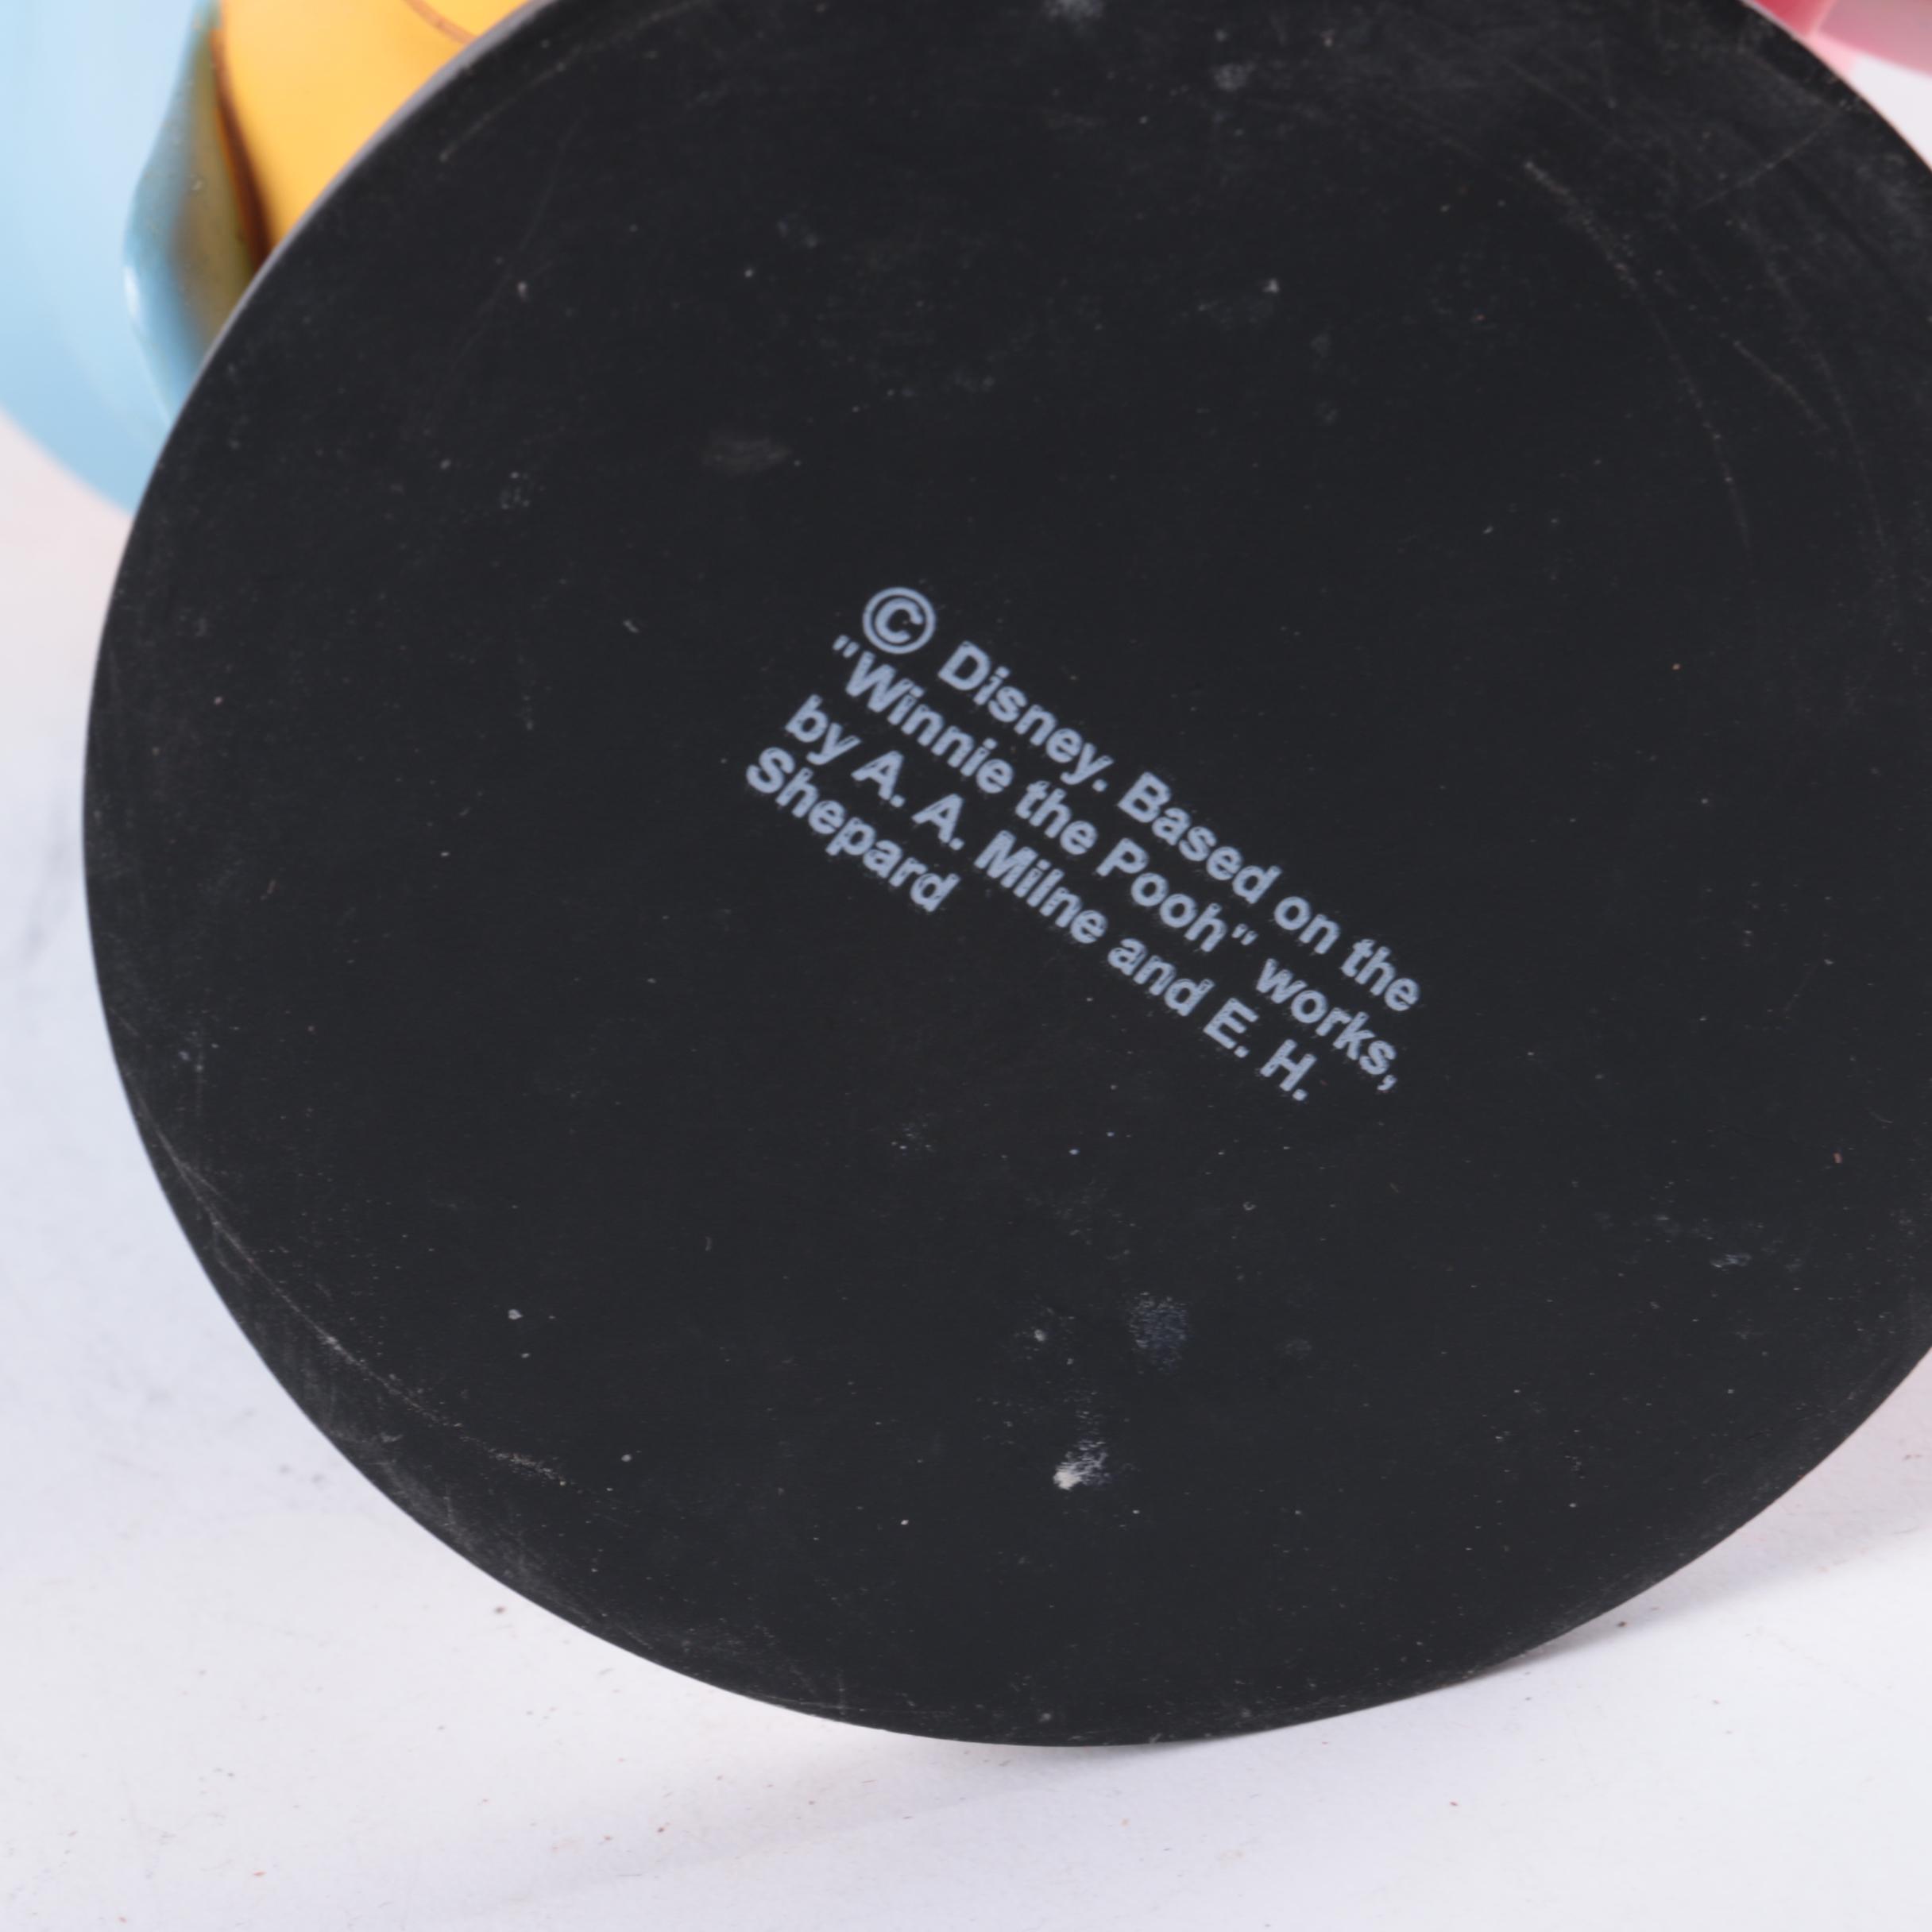 © Disney. Based on the
"Winnie the Pooh" works,
by A. A. Milne and E. H.
Shepard